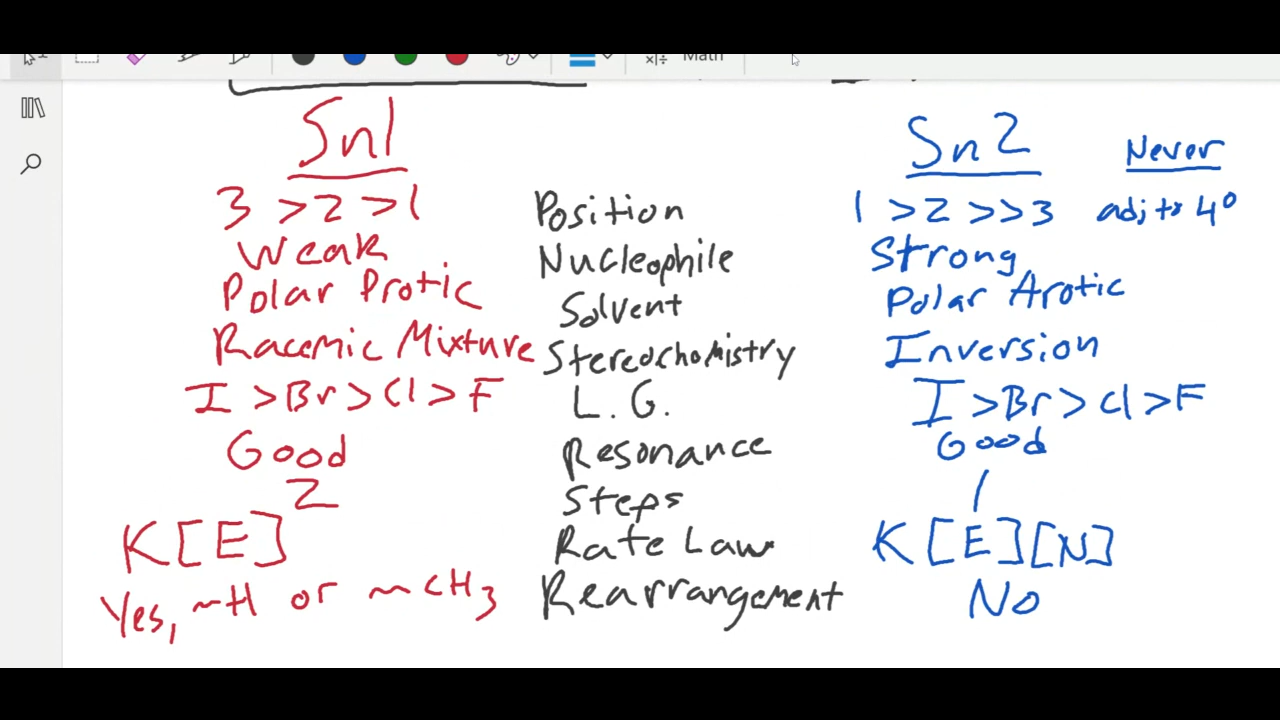 Math
Sn1
Sn2 Never
3 >2 >1 Position 1 >2 >>3 adj to 4°
Weak Nucleophile Strong
Polar Protic Solvent Polar Arotic
Racemic Mixture Stereochomistry Inversion
I >Br >Cl > F L. G. I >Br > Cl >F
Good Resonance Good
2 Steps 1
K[E] Rate Law K[E][N]
Yes, ~H or ~CH3 Rearrangement No